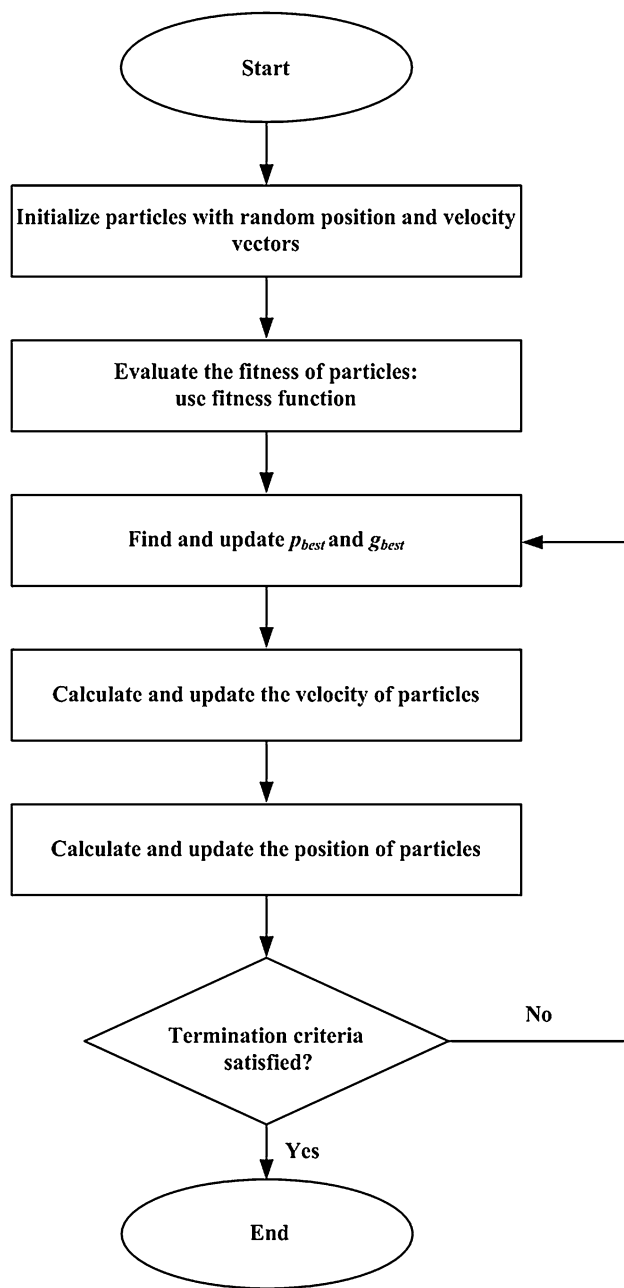 Start
Initialize particles with random position and velocity
vectors
Evaluate the fitness of particles:
use fitness function
Find and update p_best and g_best
Calculate and update the velocity of particles
Calculate and update the position of particles
Termination criteria
satisfied?
No
Yes
End